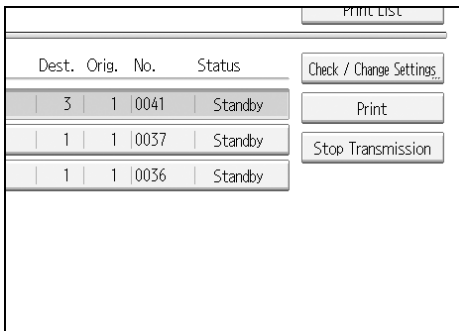 Print List
Dest. Orig. No. Status
Check / Change Settings
3 1 0041 Standby
Print
1 1 0037 Standby
Stop Transmission
1 1 0036 Standby